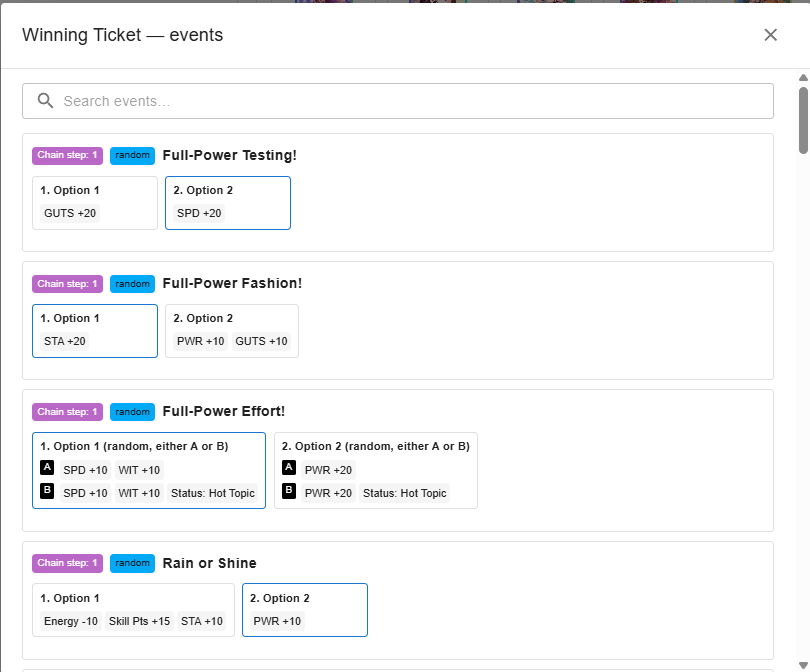 Winning Ticket — events
Search events...
Chain step: 1 random Full-Power Testing!
1. Option 1 2. Option 2
GUTS +20 SPD +20
Chain step: 1 random Full-Power Fashion!
1. Option 1 2. Option 2
STA +20 PWR +10 GUTS +10
Chain step: 1 random Full-Power Effort!
1. Option 1 (random, either A or B) 2. Option 2 (random, either A or B)
A SPD +10 WIT +10 A PWR +20
B SPD +10 WIT +10 Status: Hot Topic B PWR +20 Status: Hot Topic
Chain step: 1 random Rain or Shine
1. Option 1 2. Option 2
Energy -10 Skill Pts +15 STA +10 PWR +10